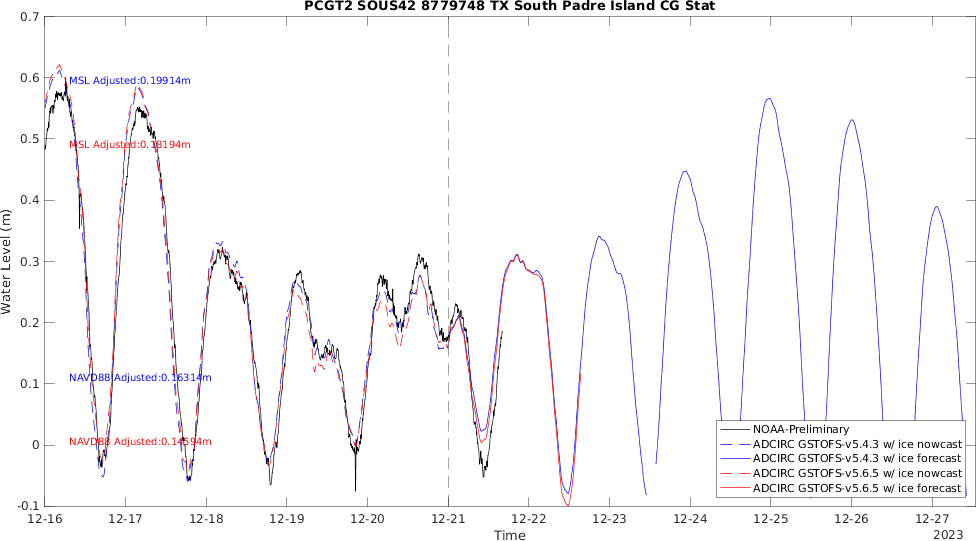 PCGT2 SOUS42 8779748 TX South Padre Island CG Stat
Water Level (m)
0.7
0.6
0.5
0.4
0.3
0.2
0.1
0
-0.1
MSL Adjusted:0.19914m
MSL Adjusted:0.18194m
NAVD88 Adjusted:0.16314m
NAVD88 Adjusted:0.14594m
NOAA-Preliminary
ADCIRC GSTOFS-v5.4.3 w/ ice nowcast
ADCIRC GSTOFS-v5.4.3 w/ ice forecast
ADCIRC GSTOFS-v5.6.5 w/ ice nowcast
ADCIRC GSTOFS-v5.6.5 w/ ice forecast
12-16 12-17 12-18 12-19 12-20 12-21 12-22 12-23 12-24 12-25 12-26 12-27
Time
2023